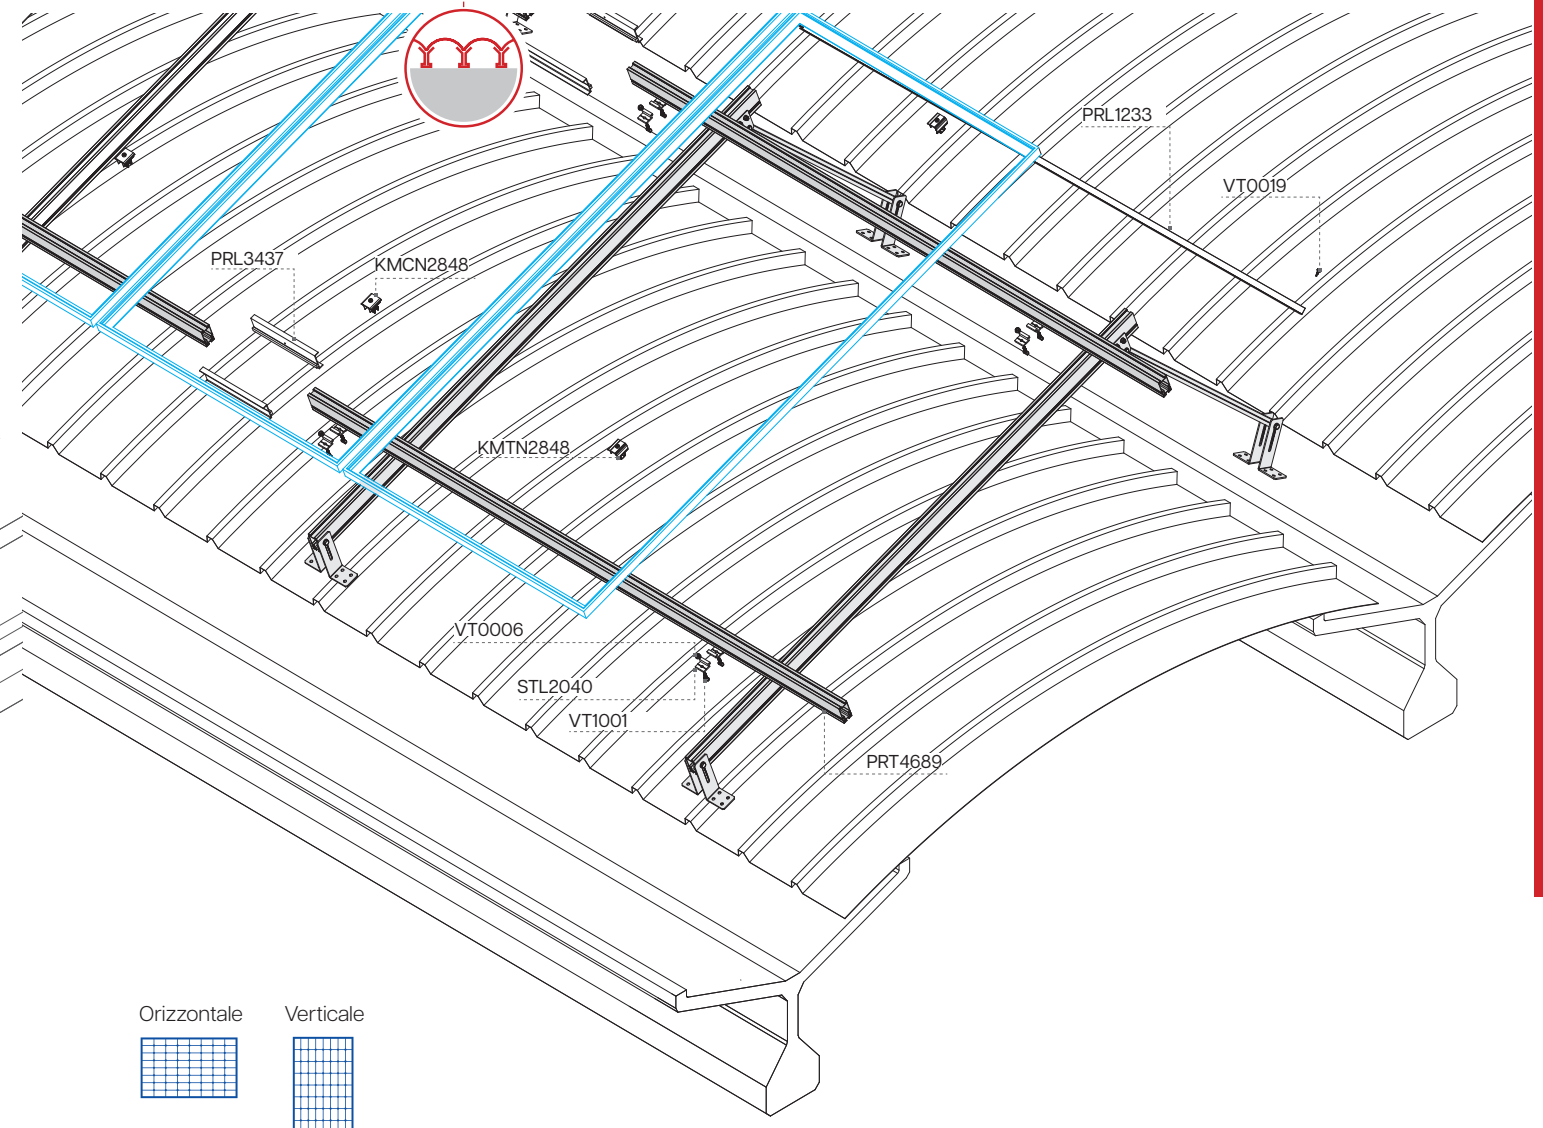 PRL1233
VT0019
PRL3437
KMCN2848
KMTN2848
VT0006
STL2040
VT1001
PRT4689
Orizzontale
Verticale